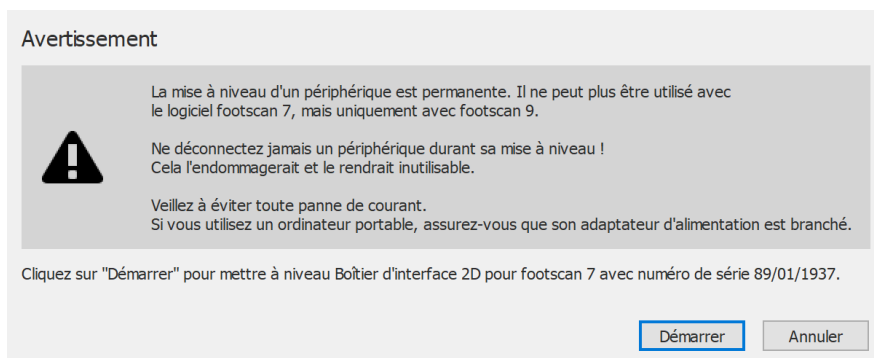 Avertissement
La mise à niveau d'un périphérique est permanente. Il ne peut plus être utilisé avec
le logiciel footscan 7, mais uniquement avec footscan 9.
Ne déconnectez jamais un périphérique durant sa mise à niveau !
Cela l'endommagerait et le rendrait inutilisable.
Veillez à éviter toute panne de courant.
Si vous utilisez un ordinateur portable, assurez-vous que son adaptateur d'alimentation est branché.
Cliquez sur "Démarrer" pour mettre à niveau Boîtier d'interface 2D pour footscan 7 avec numéro de série 89/01/1937.
Démarrer
Annuler